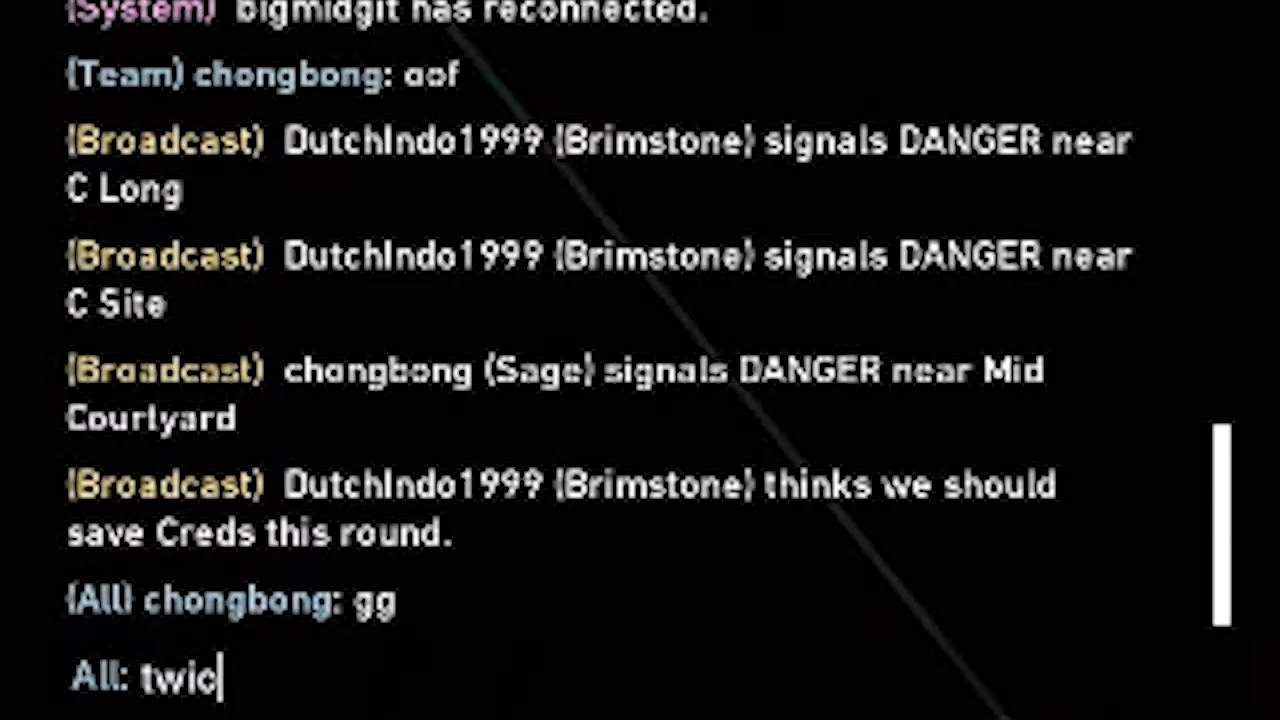 (System) bigmidgit has reconnected.
(Team) chongbong: oof
(Broadcast) DutchIndo1999 (Brimstone) signals DANGER near
C Long
(Broadcast) DutchIndo1999 (Brimstone) signals DANGER near
C Site
(Broadcast) chongbong (Sage) signals DANGER near Mid
Courtyard
(Broadcast) DutchIndo1999 (Brimstone) thinks we should
save Creds this round.
(All) chongbong: gg
All: twic